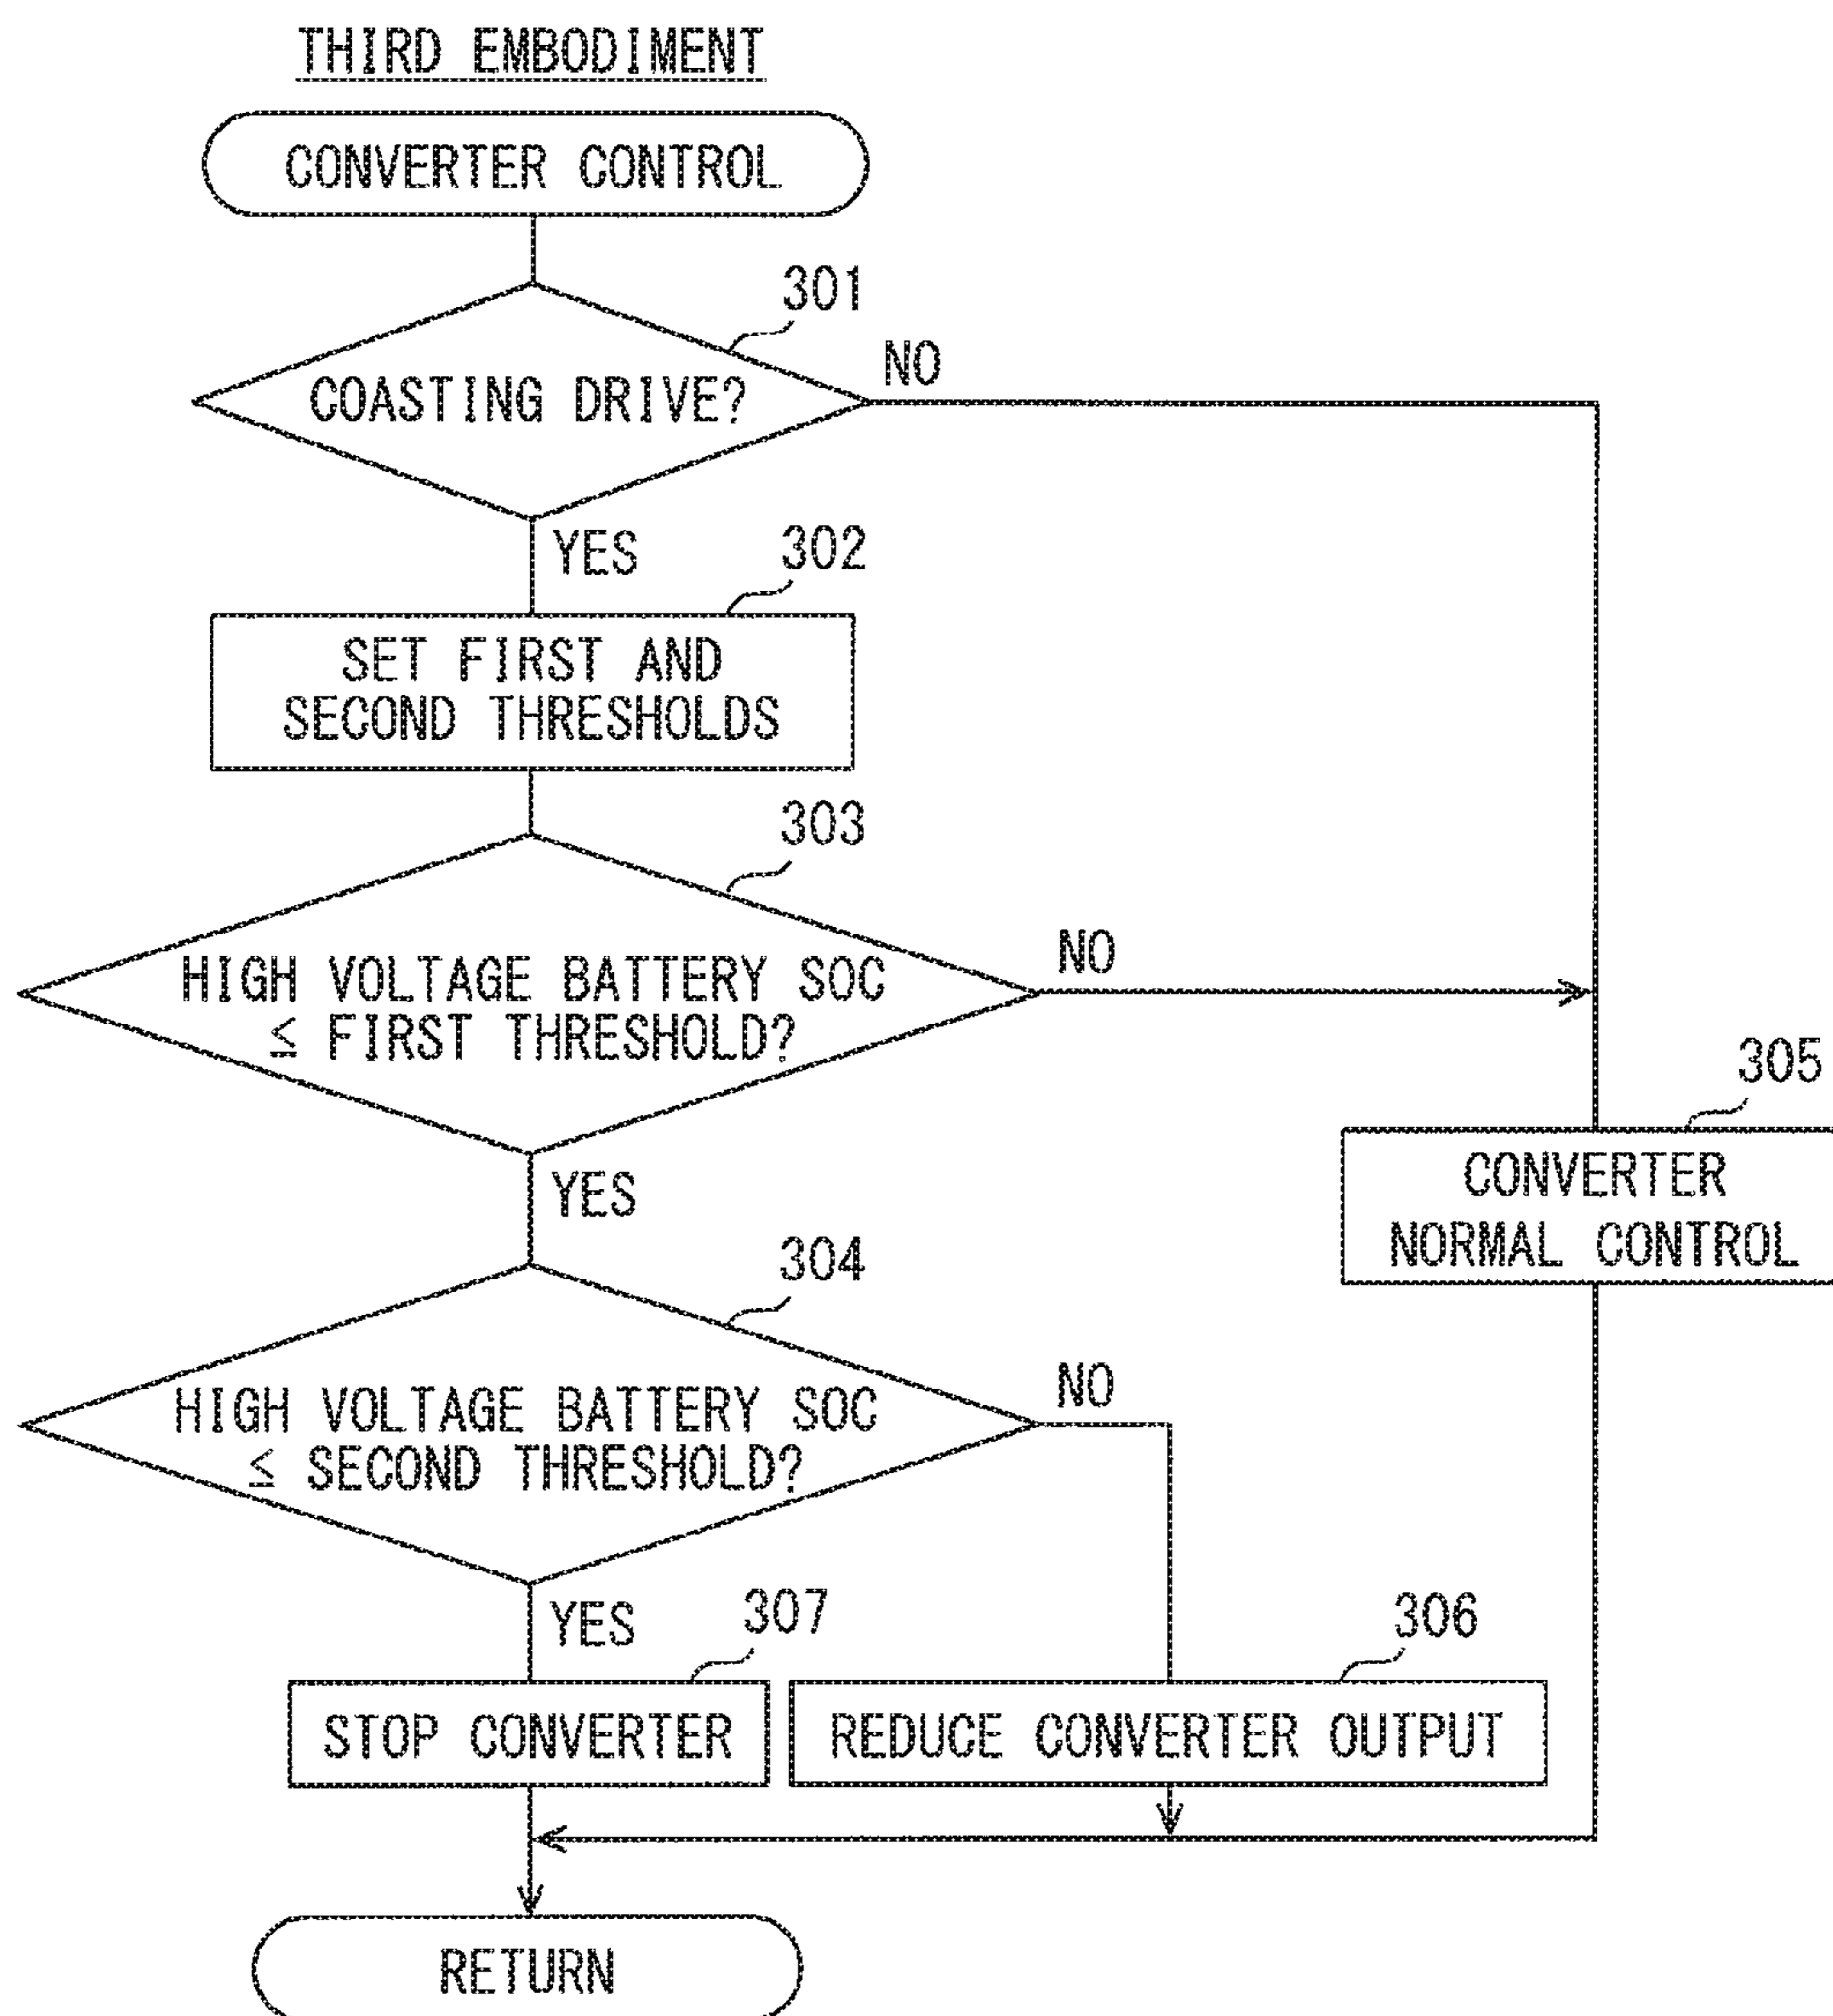 THIRD EMBODIMENT
CONVERTER CONTROL
301
COASTING DRIVE?
NO
YES
302
SET FIRST AND
SECOND THRESHOLDS
303
HIGH VOLTAGE BATTERY SOC
≤ FIRST THRESHOLD?
NO
YES
305
CONVERTER
NORMAL CONTROL
304
HIGH VOLTAGE BATTERY SOC
≤ SECOND THRESHOLD?
NO
YES
307
STOP CONVERTER
306
REDUCE CONVERTER OUTPUT
RETURN